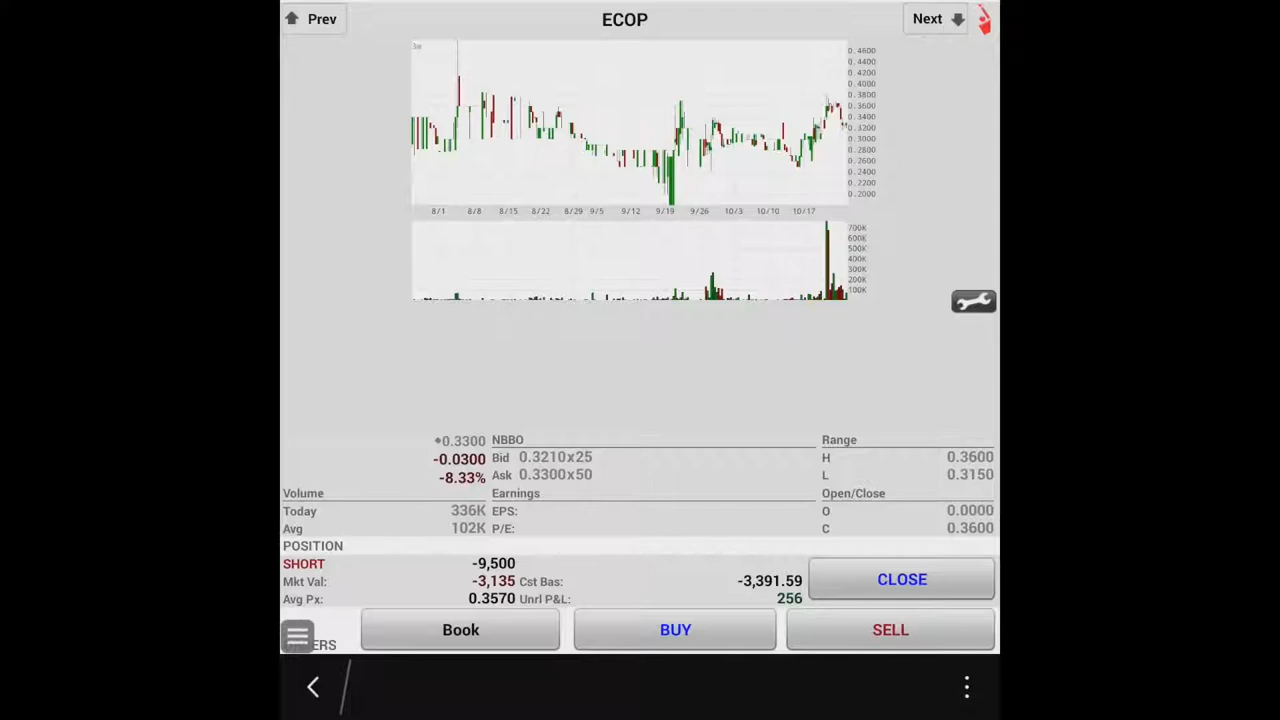 Prev
ECOP
Next
3m
0.4600
0.4400
0.4200
0.4000
0.3800
0.3600
0.3400
0.3200
0.3000
0.2800
0.2600
0.2400
0.2200
0.2000
8/1 8/8 8/15 8/22 8/29 9/5 9/12 9/19 9/26 10/3 10/10 10/17
700K
600K
500K
400K
300K
200K
100K
0.3300 NBBO Range
-0.0300 Bid 0.3210x25 H 0.3600
-8.33% Ask 0.3300x50 L 0.3150
Volume Earnings Open/Close
Today 336K EPS: O 0.0000
Avg 102K P/E: C 0.3600
POSITION
SHORT -9,500
Mkt Val: -3,135 Cst Bas: -3,391.59
Avg Px: 0.3570 Unrl P&L: 256
CLOSE
Book BUY SELL
ERS